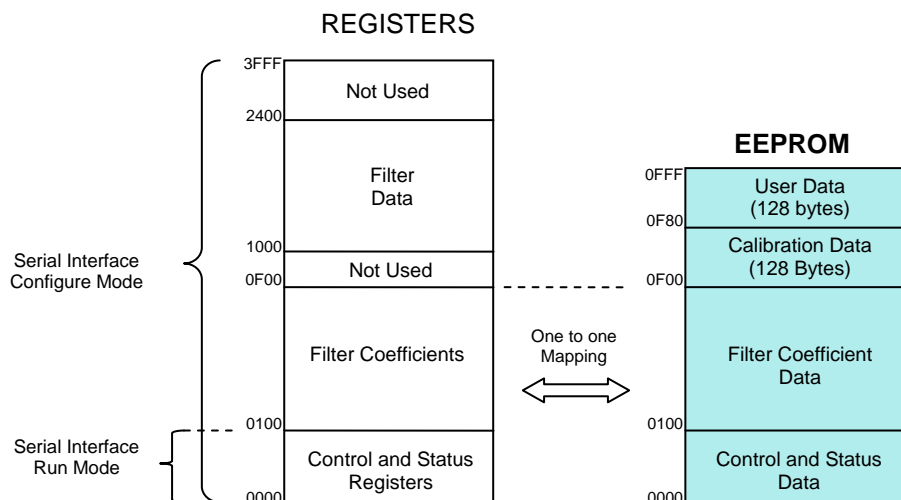 REGISTERS
3FFF
Not Used
2400
Filter
Data
1000
Not Used
0F00
Filter Coefficients
0100
Control and Status
Registers
0000
Serial Interface
Configure Mode
Serial Interface
Run Mode
One to one
Mapping
EEPROM
0FFF
User Data
(128 bytes)
0F80
Calibration Data
(128 Bytes)
0F00
Filter Coefficient
Data
0100
Control and Status
Data
0000